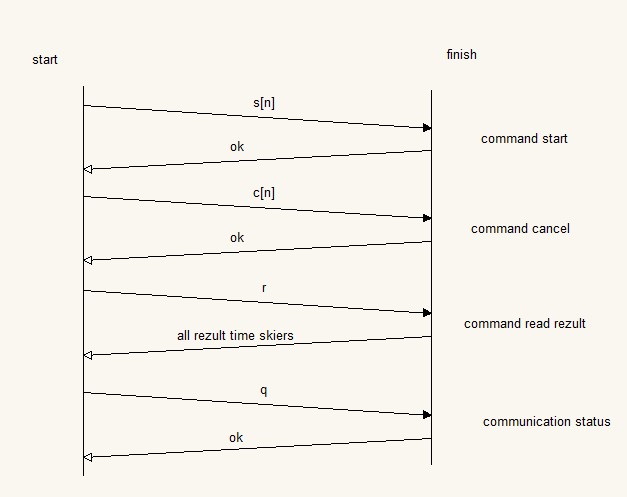 start
finish
s[n]
command start
ok
c[n]
command cancel
ok
r
command read rezult
all rezult time skiers
q
communication status
ok